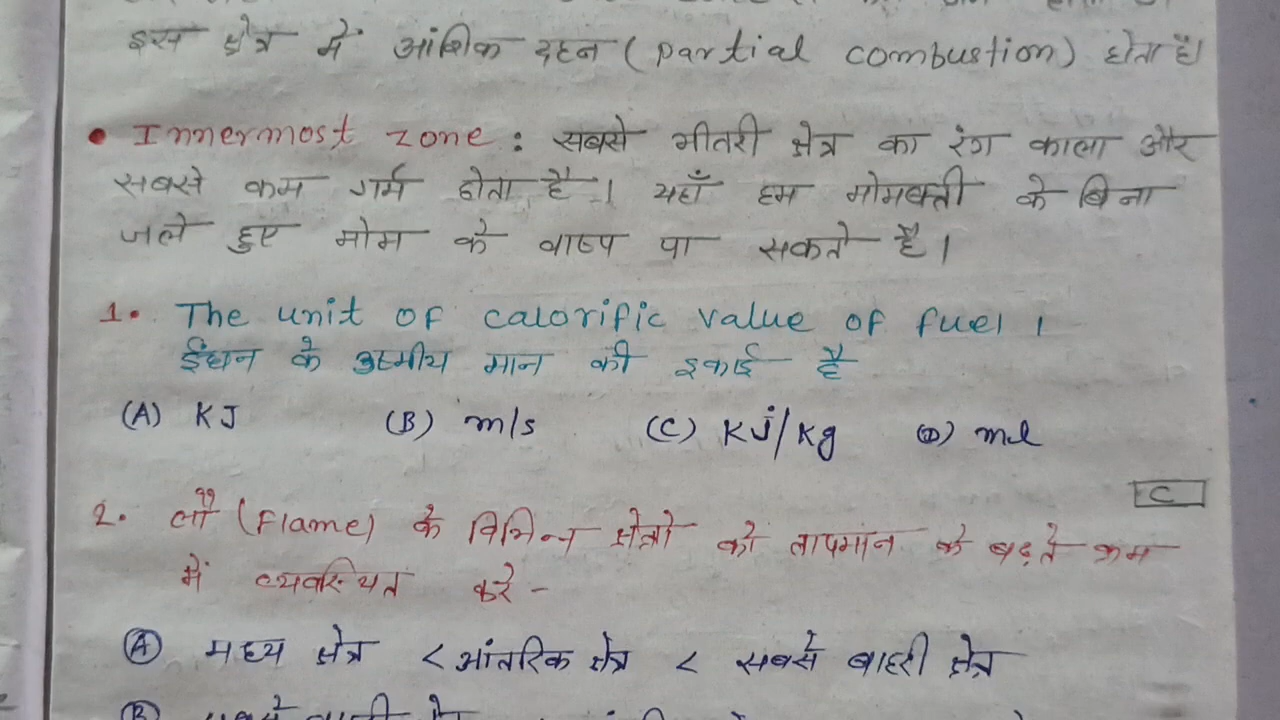 इस क्षेत्र में आंशिक दहन (partial combustion) होता है।
• Innermost zone : सबसे भीतरी क्षेत्र का रंग काला और
सबसे कम गर्म होता है। यहाँ हम मोमबत्ती के बिना
जले हुए मोम के वाष्प पा सकते है।
1. The unit of calorific value of fuel ।
ईंधन के उष्मीय मान की इकाई है
(A) KJ (B) m/s (C) KJ/Kg (D) ml
C
2. लौ (Flame) के विभिन्न क्षेत्रो को तापमान के बढ़ते क्रम
में व्यवस्थित करे -
(A) मध्य क्षेत्र < आंतरिक क्षेत्र < सबसे बाहरी क्षेत्र
(B)